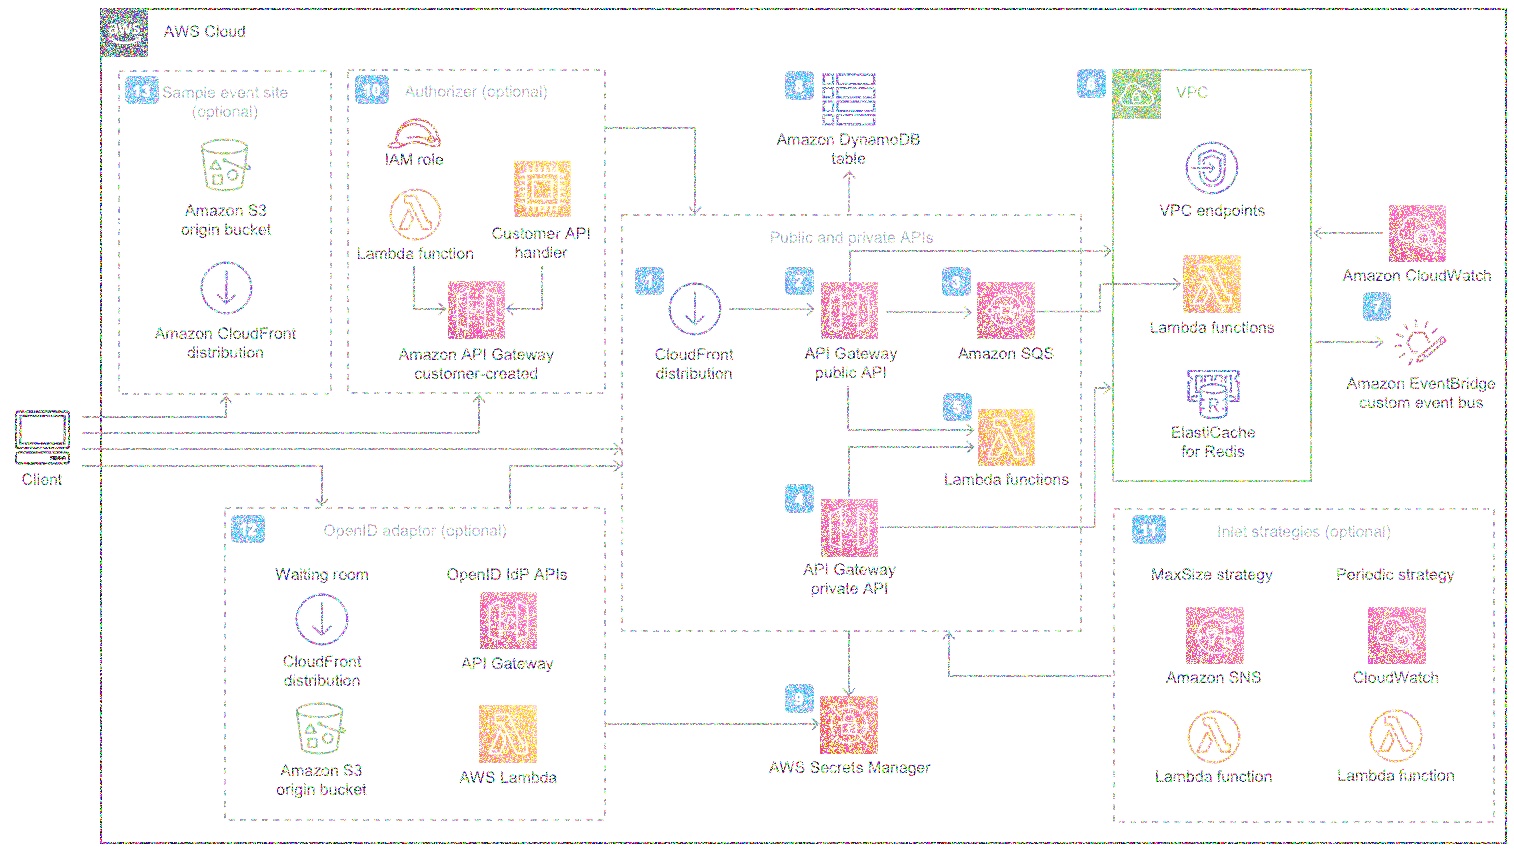 aws
AWS Cloud
13
Sample event site
(optional)
Amazon S3
origin bucket
Amazon CloudFront
distribution
10
Authorizer (optional)
IAM role
Lambda function
Customer API
handler
Amazon API Gateway
customer-created
Amazon DynamoDB
table
VPC
VPC endpoints
Lambda functions
ElastiCache
for Redis
Amazon CloudWatch
7
Amazon EventBridge
custom event bus
Public and private APIs
1
CloudFront
distribution
2
API Gateway
public API
Amazon SQS
Lambda functions
4
API Gateway
private API
Client
12
OpenID adaptor (optional)
Waiting room
CloudFront
distribution
Amazon S3
origin bucket
OpenID IdP APIs
API Gateway
AWS Lambda
9
AWS Secrets Manager
11
Inlet strategies (optional)
MaxSize strategy
Amazon SNS
Lambda function
Periodic strategy
CloudWatch
Lambda function